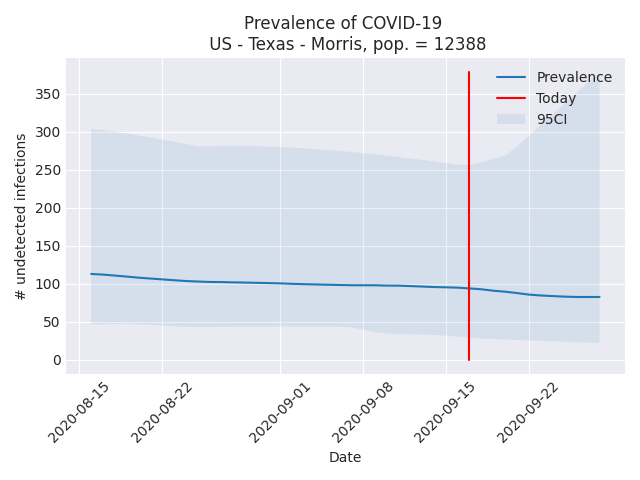 Prevalence of COVID-19
US - Texas - Morris, pop. = 12388
Prevalence
Today
95CI
# undetected infections
350
300
250
200
150
100
50
0
2020-08-15
2020-08-22
2020-09-01
2020-09-08
2020-09-15
2020-09-22
Date